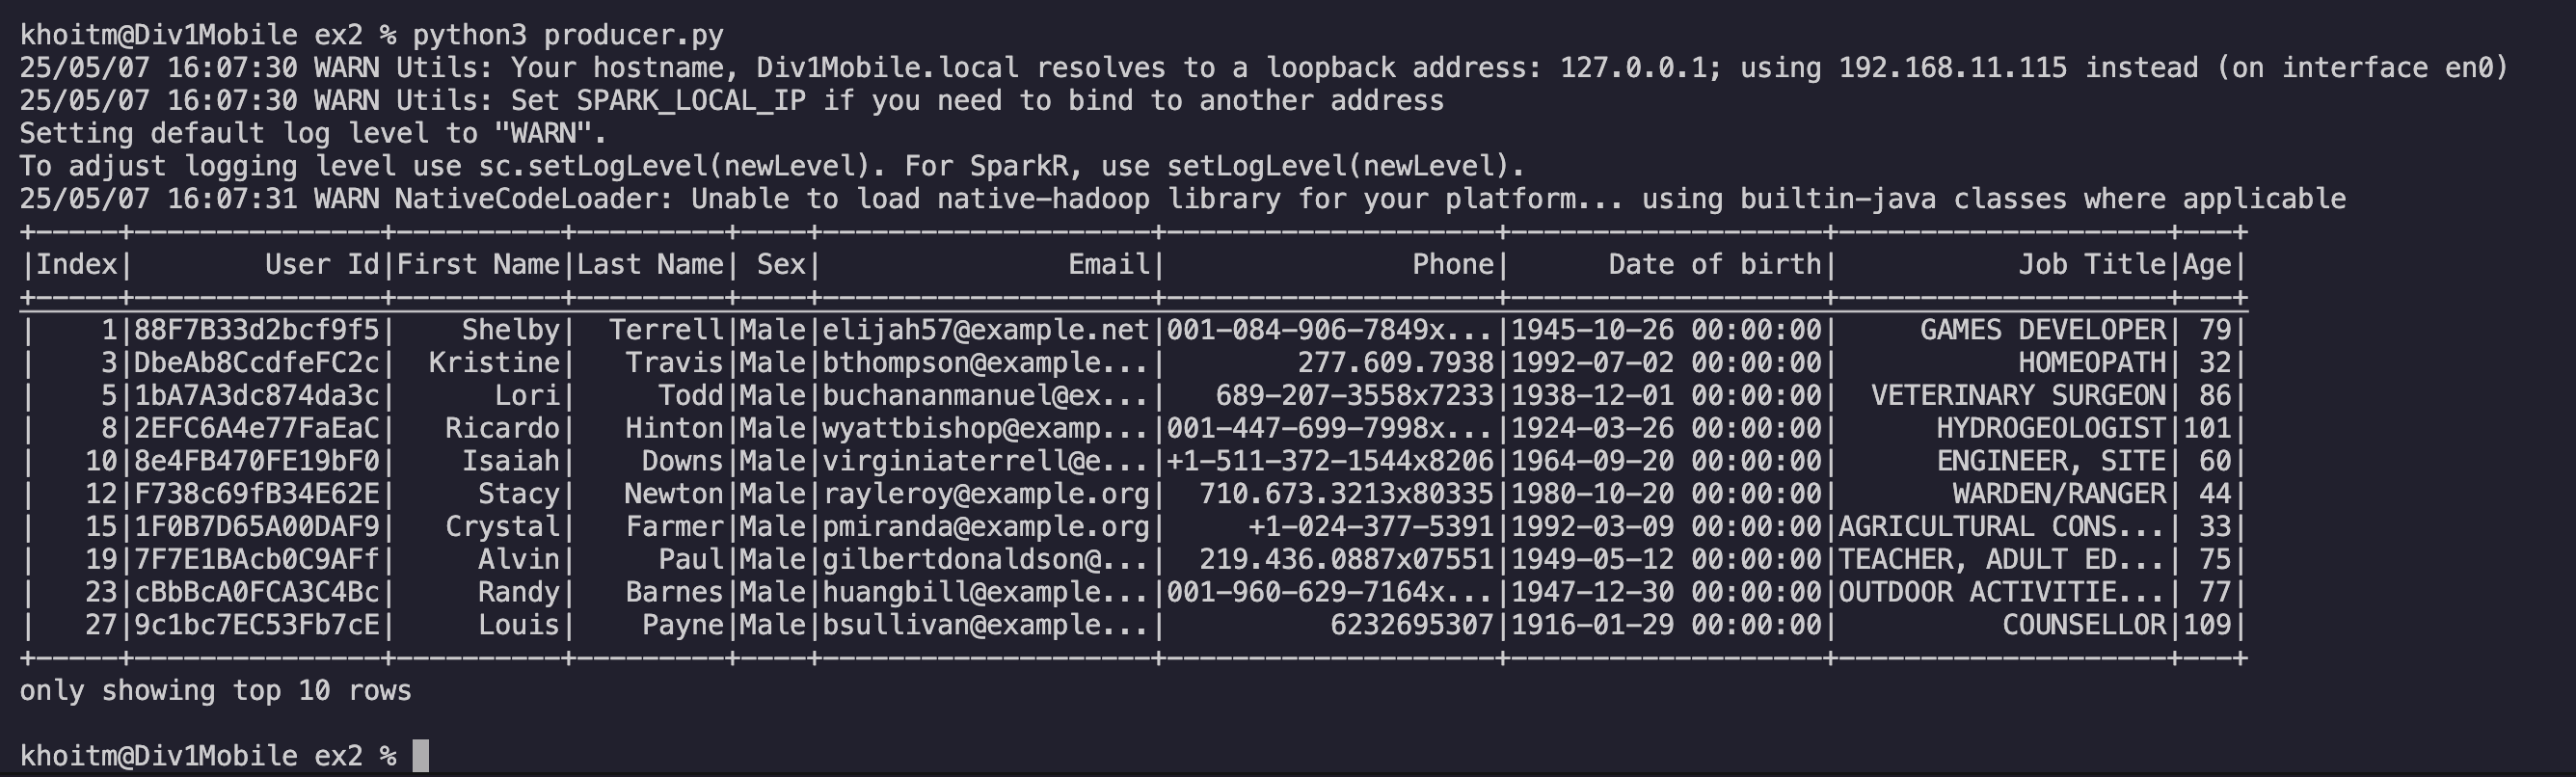 khoitm@Div1Mobile ex2 % python3 producer.py
25/05/07 16:07:30 WARN Utils: Your hostname, Div1Mobile.local resolves to a loopback address: 127.0.0.1; using 192.168.11.115 instead (on interface en0)
25/05/07 16:07:30 WARN Utils: Set SPARK_LOCAL_IP if you need to bind to another address
Setting default log level to "WARN".
To adjust logging level use sc.setLogLevel(newLevel). For SparkR, use setLogLevel(newLevel).
25/05/07 16:07:31 WARN NativeCodeLoader: Unable to load native-hadoop library for your platform... using builtin-java classes where applicable
+-----+---------------+----------+---------+----+--------------------+--------------------+-------------------+--------------------+---+
|Index|        User Id|First Name|Last Name| Sex|               Email|               Phone|      Date of birth|           Job Title|Age|
+-----+---------------+----------+---------+----+--------------------+--------------------+-------------------+--------------------+---+
|    1|88F7B33d2bcf9f5|    Shelby|  Terrell|Male|elijah57@example.net|001-084-906-7849x...|1945-10-26 00:00:00|     GAMES DEVELOPER| 79|
|    3|DbeAb8CcdfeFC2c|  Kristine|   Travis|Male|bthompson@example...|        277.609.7938|1992-07-02 00:00:00|           HOMEOPATH| 32|
|    5|1bA7A3dc874da3c|      Lori|     Todd|Male|buchananmanuel@ex...|   689-207-3558x7233|1938-12-01 00:00:00|  VETERINARY SURGEON| 86|
|    8|2EFC6A4e77FaEaC|   Ricardo|   Hinton|Male|wyattbishop@examp...|001-447-699-7998x...|1924-03-26 00:00:00|      HYDROGEOLOGIST|101|
|   10|8e4FB470FE19bF0|    Isaiah|    Downs|Male|virginiaterrell@e...|+1-511-372-1544x8206|1964-09-20 00:00:00|      ENGINEER, SITE| 60|
|   12|F738c69fB34E62E|     Stacy|   Newton|Male|rayleroy@example.org|  710.673.3213x80335|1980-10-20 00:00:00|       WARDEN/RANGER| 44|
|   15|1F0B7D65A00DAF9|   Crystal|   Farmer|Male|pmiranda@example.org|     +1-024-377-5391|1992-03-09 00:00:00|AGRICULTURAL CONS...| 33|
|   19|7F7E1BAcb0C9AFf|     Alvin|     Paul|Male|gilbertdonaldson@...|  219.436.0887x07551|1949-05-12 00:00:00|TEACHER, ADULT ED...| 75|
|   23|cBbBcA0FCA3C4Bc|     Randy|   Barnes|Male|huangbill@example...|001-960-629-7164x...|1947-12-30 00:00:00|OUTDOOR ACTIVITIE...| 77|
|   27|9c1bc7EC53Fb7cE|     Louis|    Payne|Male|bsullivan@example...|          6232695307|1916-01-29 00:00:00|          COUNSELLOR|109|
+-----+---------------+----------+---------+----+--------------------+--------------------+-------------------+--------------------+---+
only showing top 10 rows
khoitm@Div1Mobile ex2 %